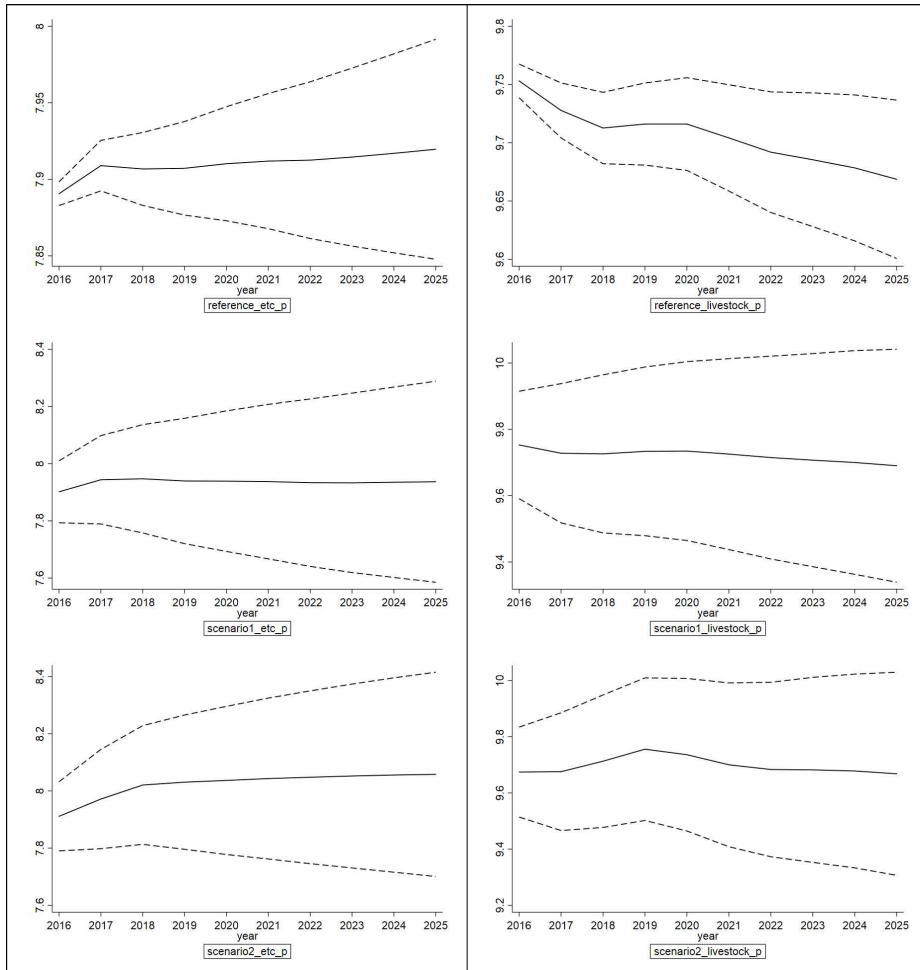 8
7.95
7.9
7.85
2016 2017 2018 2019 2020 2021 2022 2023 2024 2025
year
reference_etc_p
9.8
9.75
9.7
9.65
9.6
2016 2017 2018 2019 2020 2021 2022 2023 2024 2025
year
reference_livestock_p
8.4
8.2
8
7.8
7.6
2016 2017 2018 2019 2020 2021 2022 2023 2024 2025
year
scenario1_etc_p
10
9.8
9.6
9.4
2016 2017 2018 2019 2020 2021 2022 2023 2024 2025
year
scenario1_livestock_p
8.4
8.2
8
7.8
7.6
2016 2017 2018 2019 2020 2021 2022 2023 2024 2025
year
scenario2_etc_p
10
9.8
9.6
9.4
9.2
2016 2017 2018 2019 2020 2021 2022 2023 2024 2025
year
scenario2_livestock_p